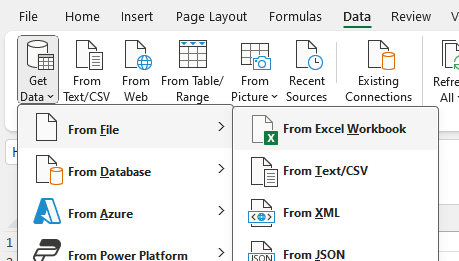 File Home Insert Page Layout Formulas Data Review
Get Data From Text/CSV From Web From Table/ Range From Picture Recent Sources Existing Connections All
From File
From Excel Workbook
From Database
From Text/CSV
From Azure
From XML
From Power Platform
From JSON
1